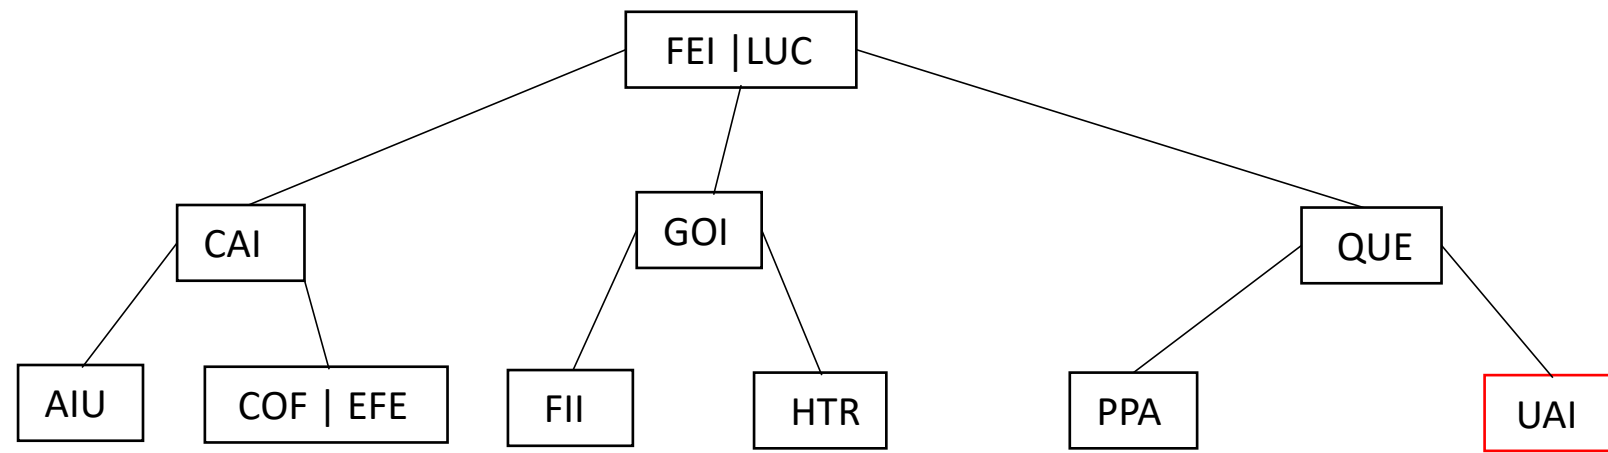 FEI |LUC
CAI
GOI
QUE
AIU
COF | EFE
FII
HTR
PPA
UAI